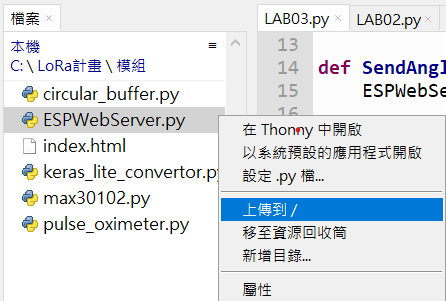 檔案
本機
C: \ LoRa計畫 \ 模組
circular_buffer.py
ESPWebServer.py
index.html
keras_lite_convertor.py
max30102.py
pulse_oximeter.py
LAB03.py
LAB02.py
13
14 def SendAngl
15 ESPWebSe
16
在 Thonny 中開啟
以系統預設的應用程式開啟
設定 .py 檔...
上傳到 /
移至資源回收筒
新增目錄...
屬性